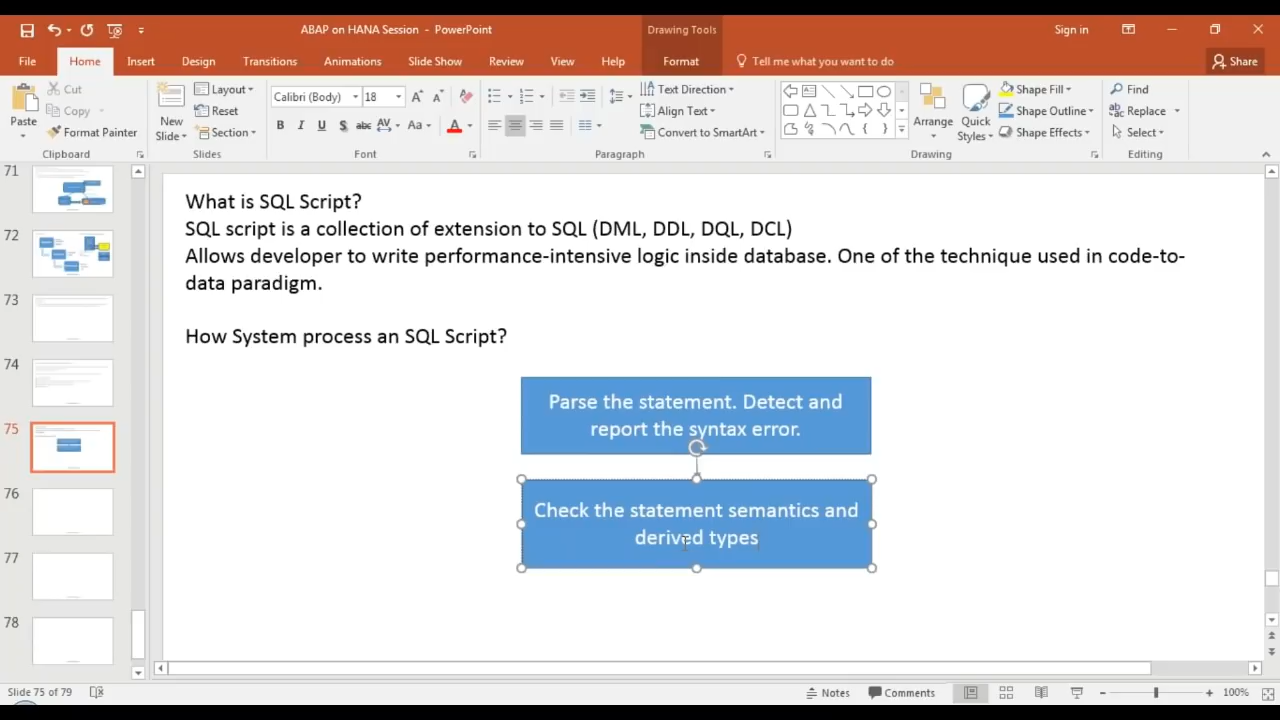 ABAP on HANA Session - PowerPoint
Drawing Tools
Sign in
File
Home
Insert
Design
Transitions
Animations
Slide Show
Review
View
Help
Format
Tell me what you want to do
Share
Paste
Cut
Copy
Format Painter
Clipboard
New
Slide
Layout
Reset
Section
Slides
Calibri (Body)
18
B I U S abc AV Aa A
Font
Text Direction
Align Text
Convert to SmartArt
Paragraph
Arrange
Quick
Styles
Shape Fill
Shape Outline
Shape Effects
Drawing
Find
Replace
Select
Editing
71
72
73
74
75
76
77
78
What is SQL Script?
SQL script is a collection of extension to SQL (DML, DDL, DQL, DCL)
Allows developer to write performance-intensive logic inside database. One of the technique used in code-to-
data paradigm.
How System process an SQL Script?
Parse the statement. Detect and
report the syntax error.
Check the statement semantics and
derived types
Slide 75 of 79
Notes
Comments
100%